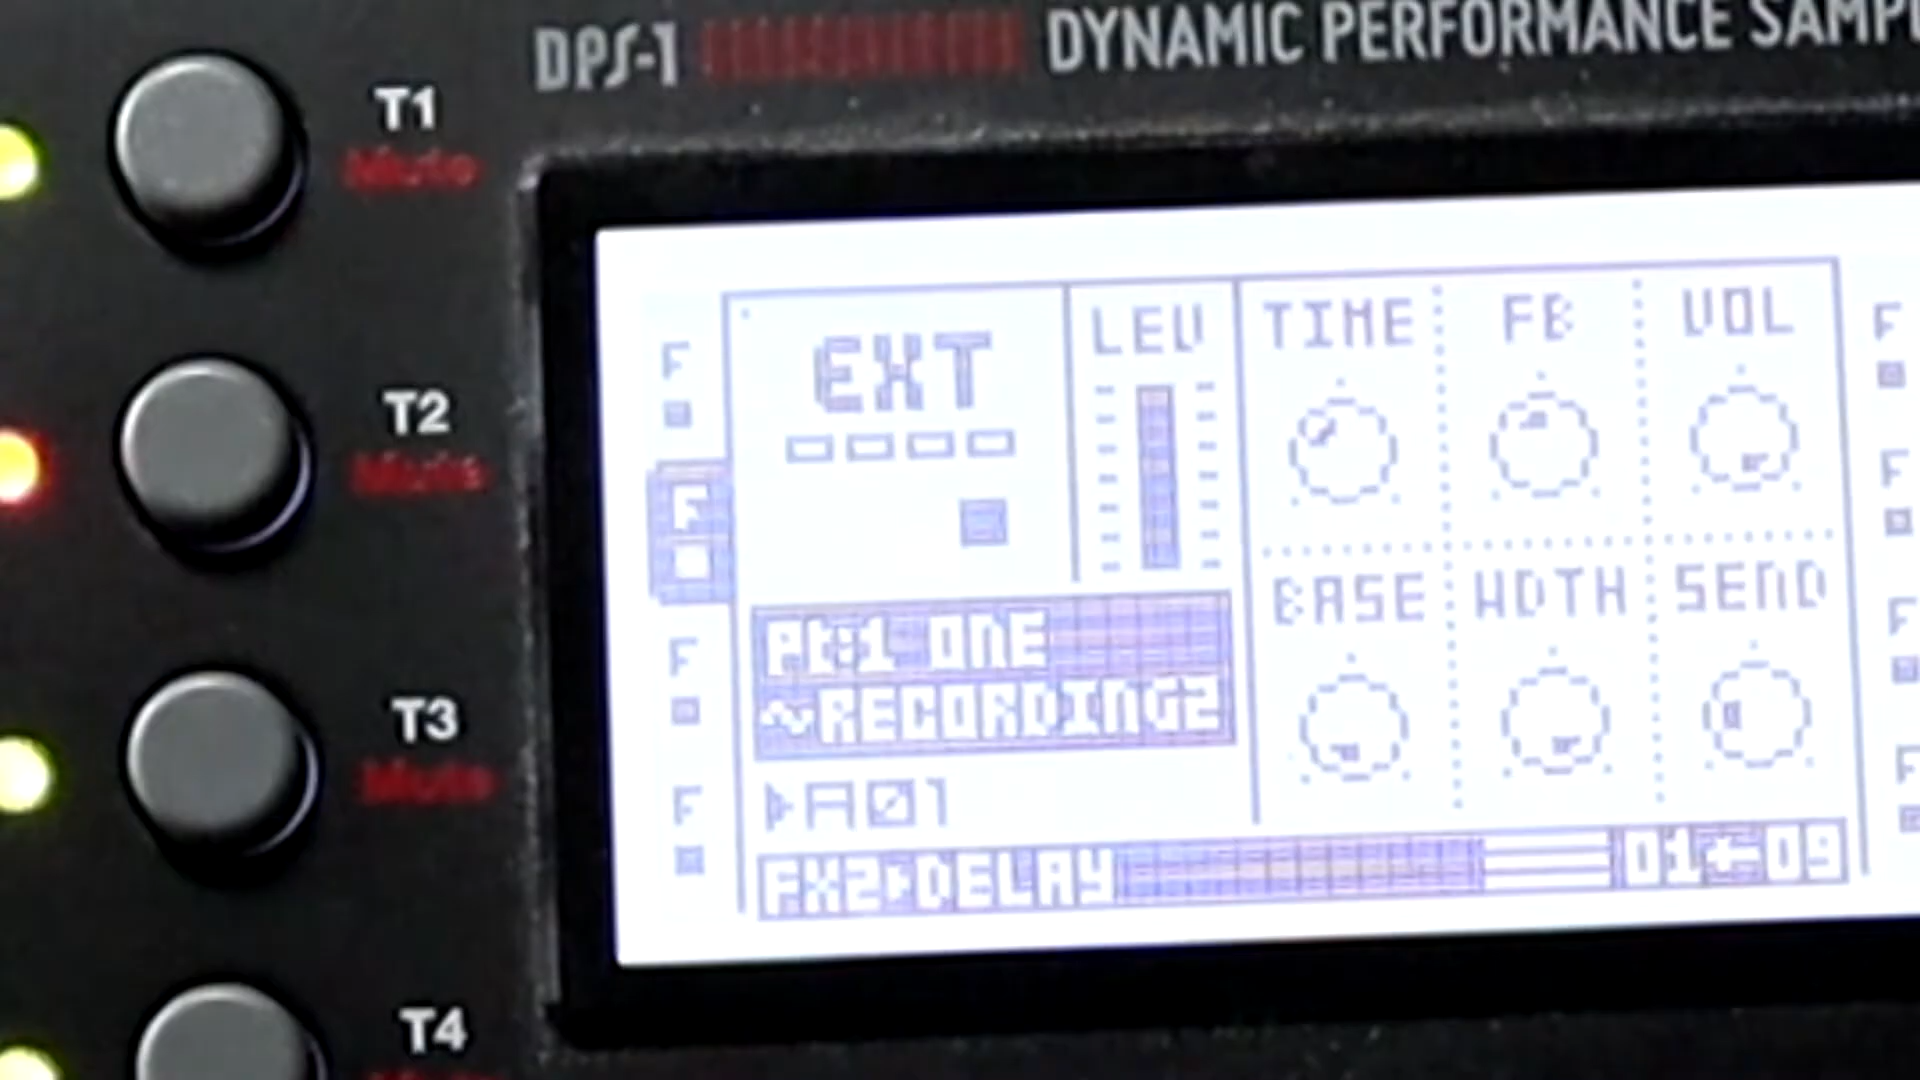 DPS-1 DYNAMIC PERFORMANCE SAMPL
T1
Mute
T2
Mute
T3
Mute
T4
EXT
LEV
TIME FB VOL
BASE WDTH SEND
F
F
F
F
Pt:1 ONE
~RECORDING2
A01
FX2▸DELAY 01←09
F
F
F
F